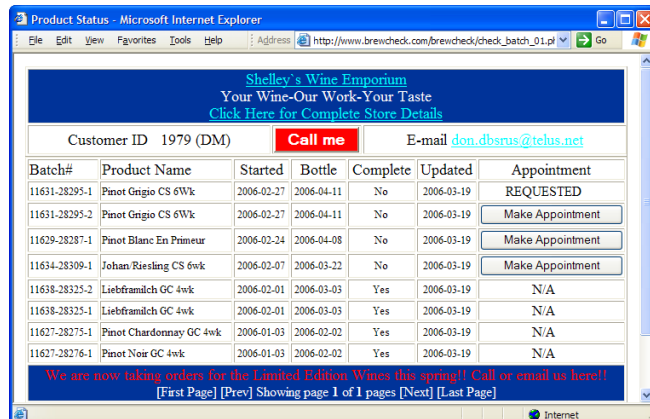 Product Status - Microsoft Internet Explorer
File Edit View Favorites Tools Help Address http://www.brewcheck.com/brewcheck/check_batch_01.pl Go
Shelley`s Wine Emporium
Your Wine-Our Work-Your Taste
Click Here for Complete Store Details
Customer ID 1979 (DM) Call me E-mail don.dbsrus@telus.net
Batch# Product Name Started Bottle Complete Updated Appointment
11631-28295-1 Pinot Grigio CS 6Wk 2006-02-27 2006-04-11 No 2006-03-19 REQUESTED
11631-28295-2 Pinot Grigio CS 6Wk 2006-02-27 2006-04-11 No 2006-03-19 Make Appointment
11629-28287-1 Pinot Blanc En Primeur 2006-02-24 2006-04-08 No 2006-03-19 Make Appointment
11634-28309-1 Johan/Riesling CS 6wk 2006-02-07 2006-03-22 No 2006-03-19 Make Appointment
11638-28325-2 Liebframilch GC 4wk 2006-02-01 2006-03-03 Yes 2006-03-19 N/A
11638-28325-1 Liebframilch GC 4wk 2006-02-01 2006-03-03 Yes 2006-03-19 N/A
11627-28275-1 Pinot Chardonnay GC 4wk 2006-01-03 2006-02-02 Yes 2006-03-19 N/A
11627-28276-1 Pinot Noir GC 4wk 2006-01-03 2006-02-02 Yes 2006-03-19 N/A
We are now taking orders for the Limited Edition Wines this spring!! Call or email us here!!
[First Page] [Prev] Showing page 1 of 1 pages [Next] [Last Page]
Internet